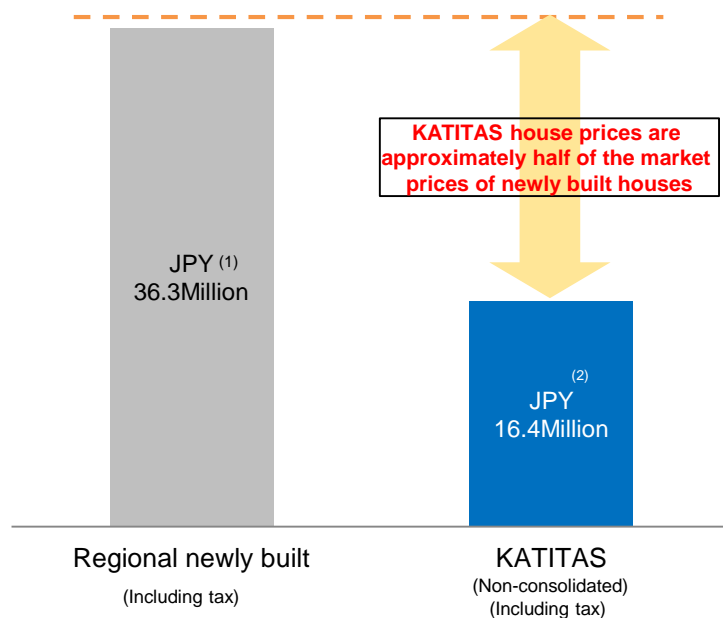 KATITAS house prices are
approximately half of the market
prices of newly built houses
JPY (1)
36.3Million
(2)
JPY
16.4Million
Regional newly built
(Including tax)
KATITAS
(Non-consolidated)
(Including tax)